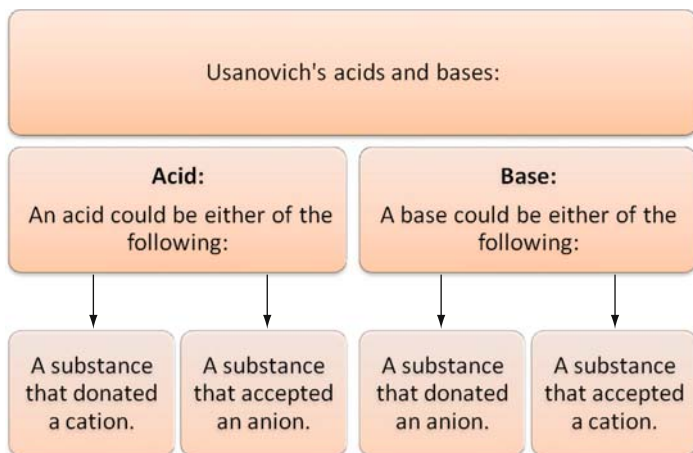 Usanovich's acids and bases:
Acid:
An acid could be either of the
following:
Base:
A base could be either of the
following:
A substance
that donated
a cation.
A substance
that accepted
an anion.
A substance
that donated
an anion.
A substance
that accepted
a cation.